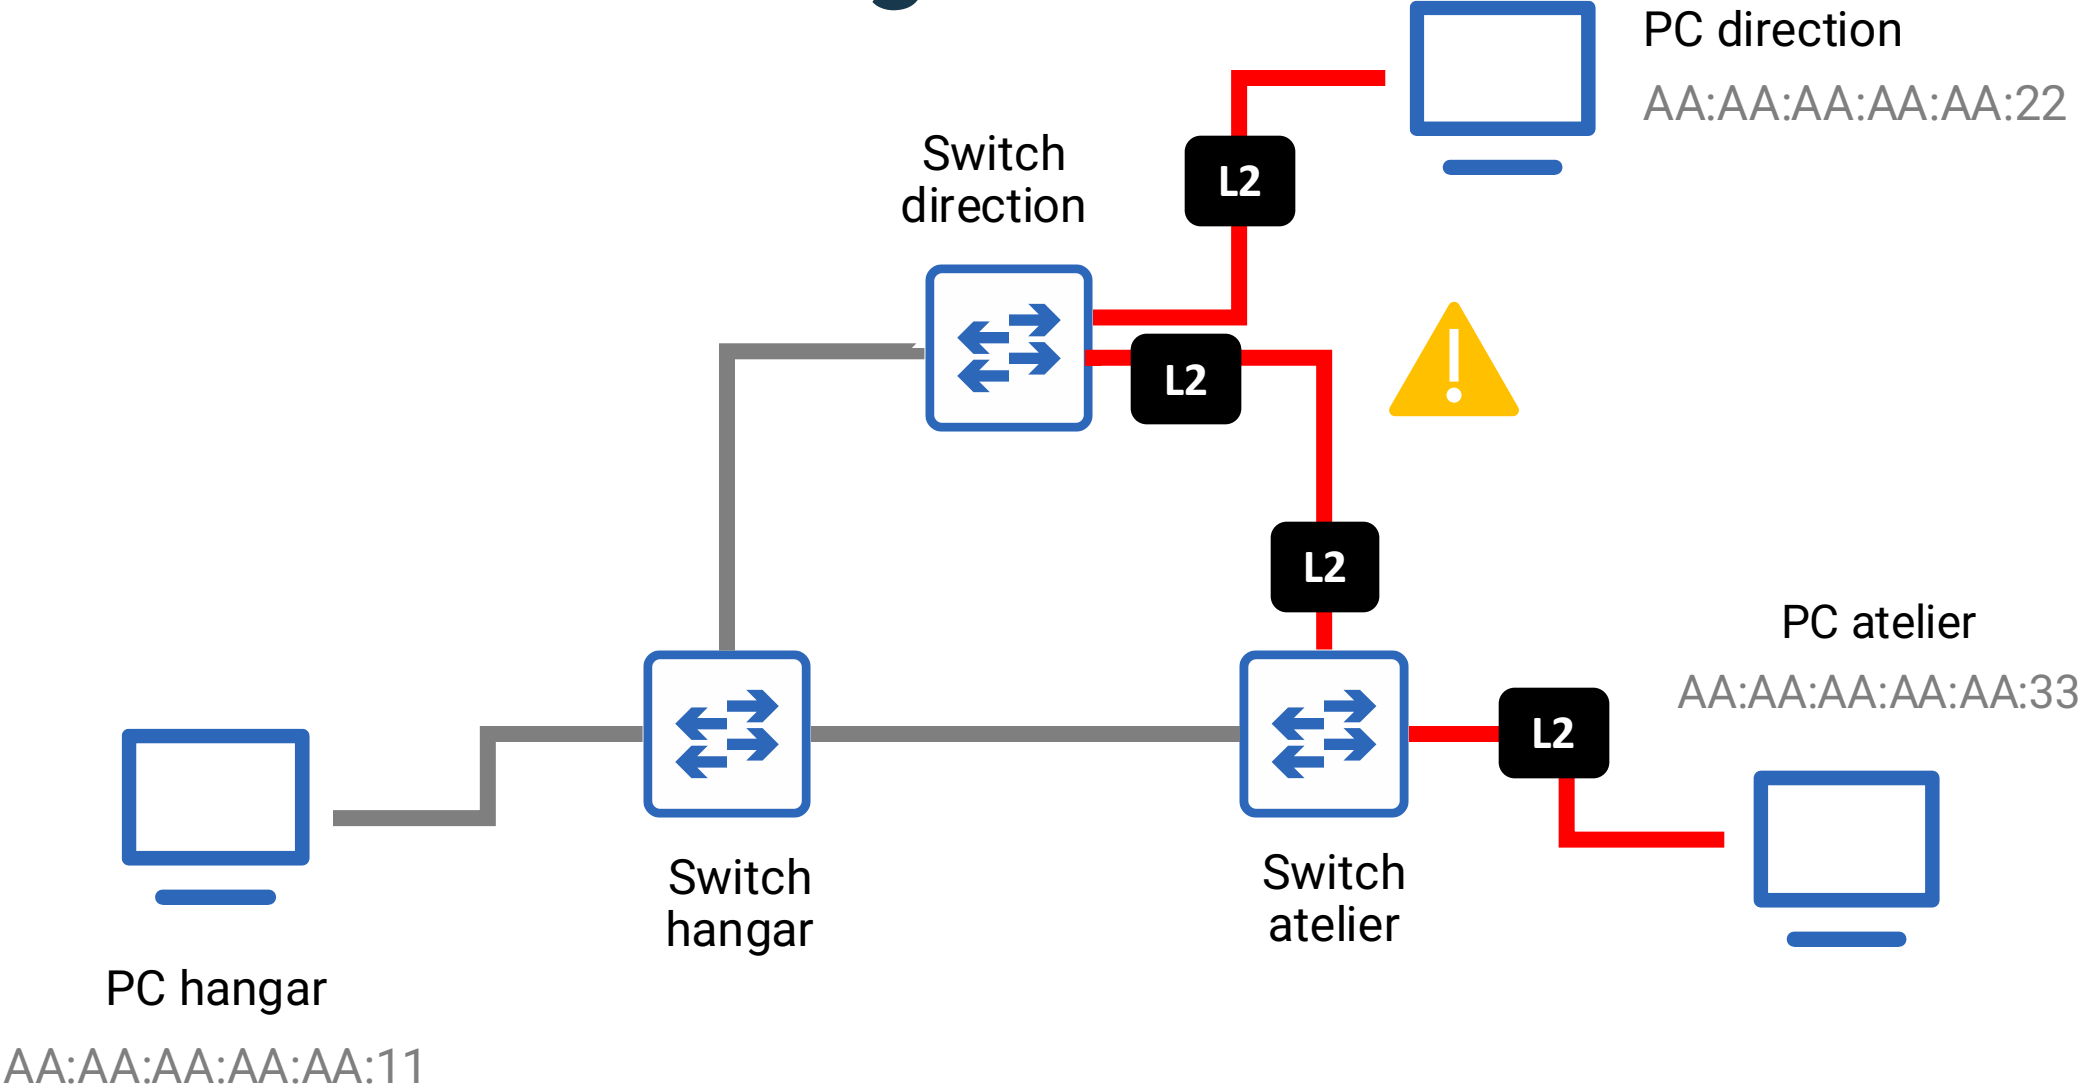 PC direction
AA:AA:AA:AA:AA:22
Switch
direction
L2
L2
L2
PC atelier
AA:AA:AA:AA:AA:33
L2
Switch
hangar
Switch
atelier
PC hangar
AA:AA:AA:AA:AA:11